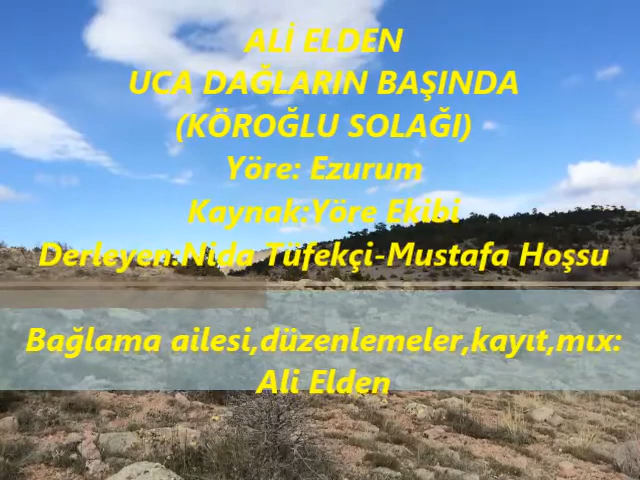 ALİ ELDEN
UCA DAĞLARIN BAŞINDA
(KÖROĞLU SOLAĞI)
Yöre: Ezurum
Kaynak:Yöre Ekibi
Derleyen:Nida Tüfekçi-Mustafa Hoşsu
Bağlama ailesi,düzenlemeler,kayıt,mıx:
Ali Elden